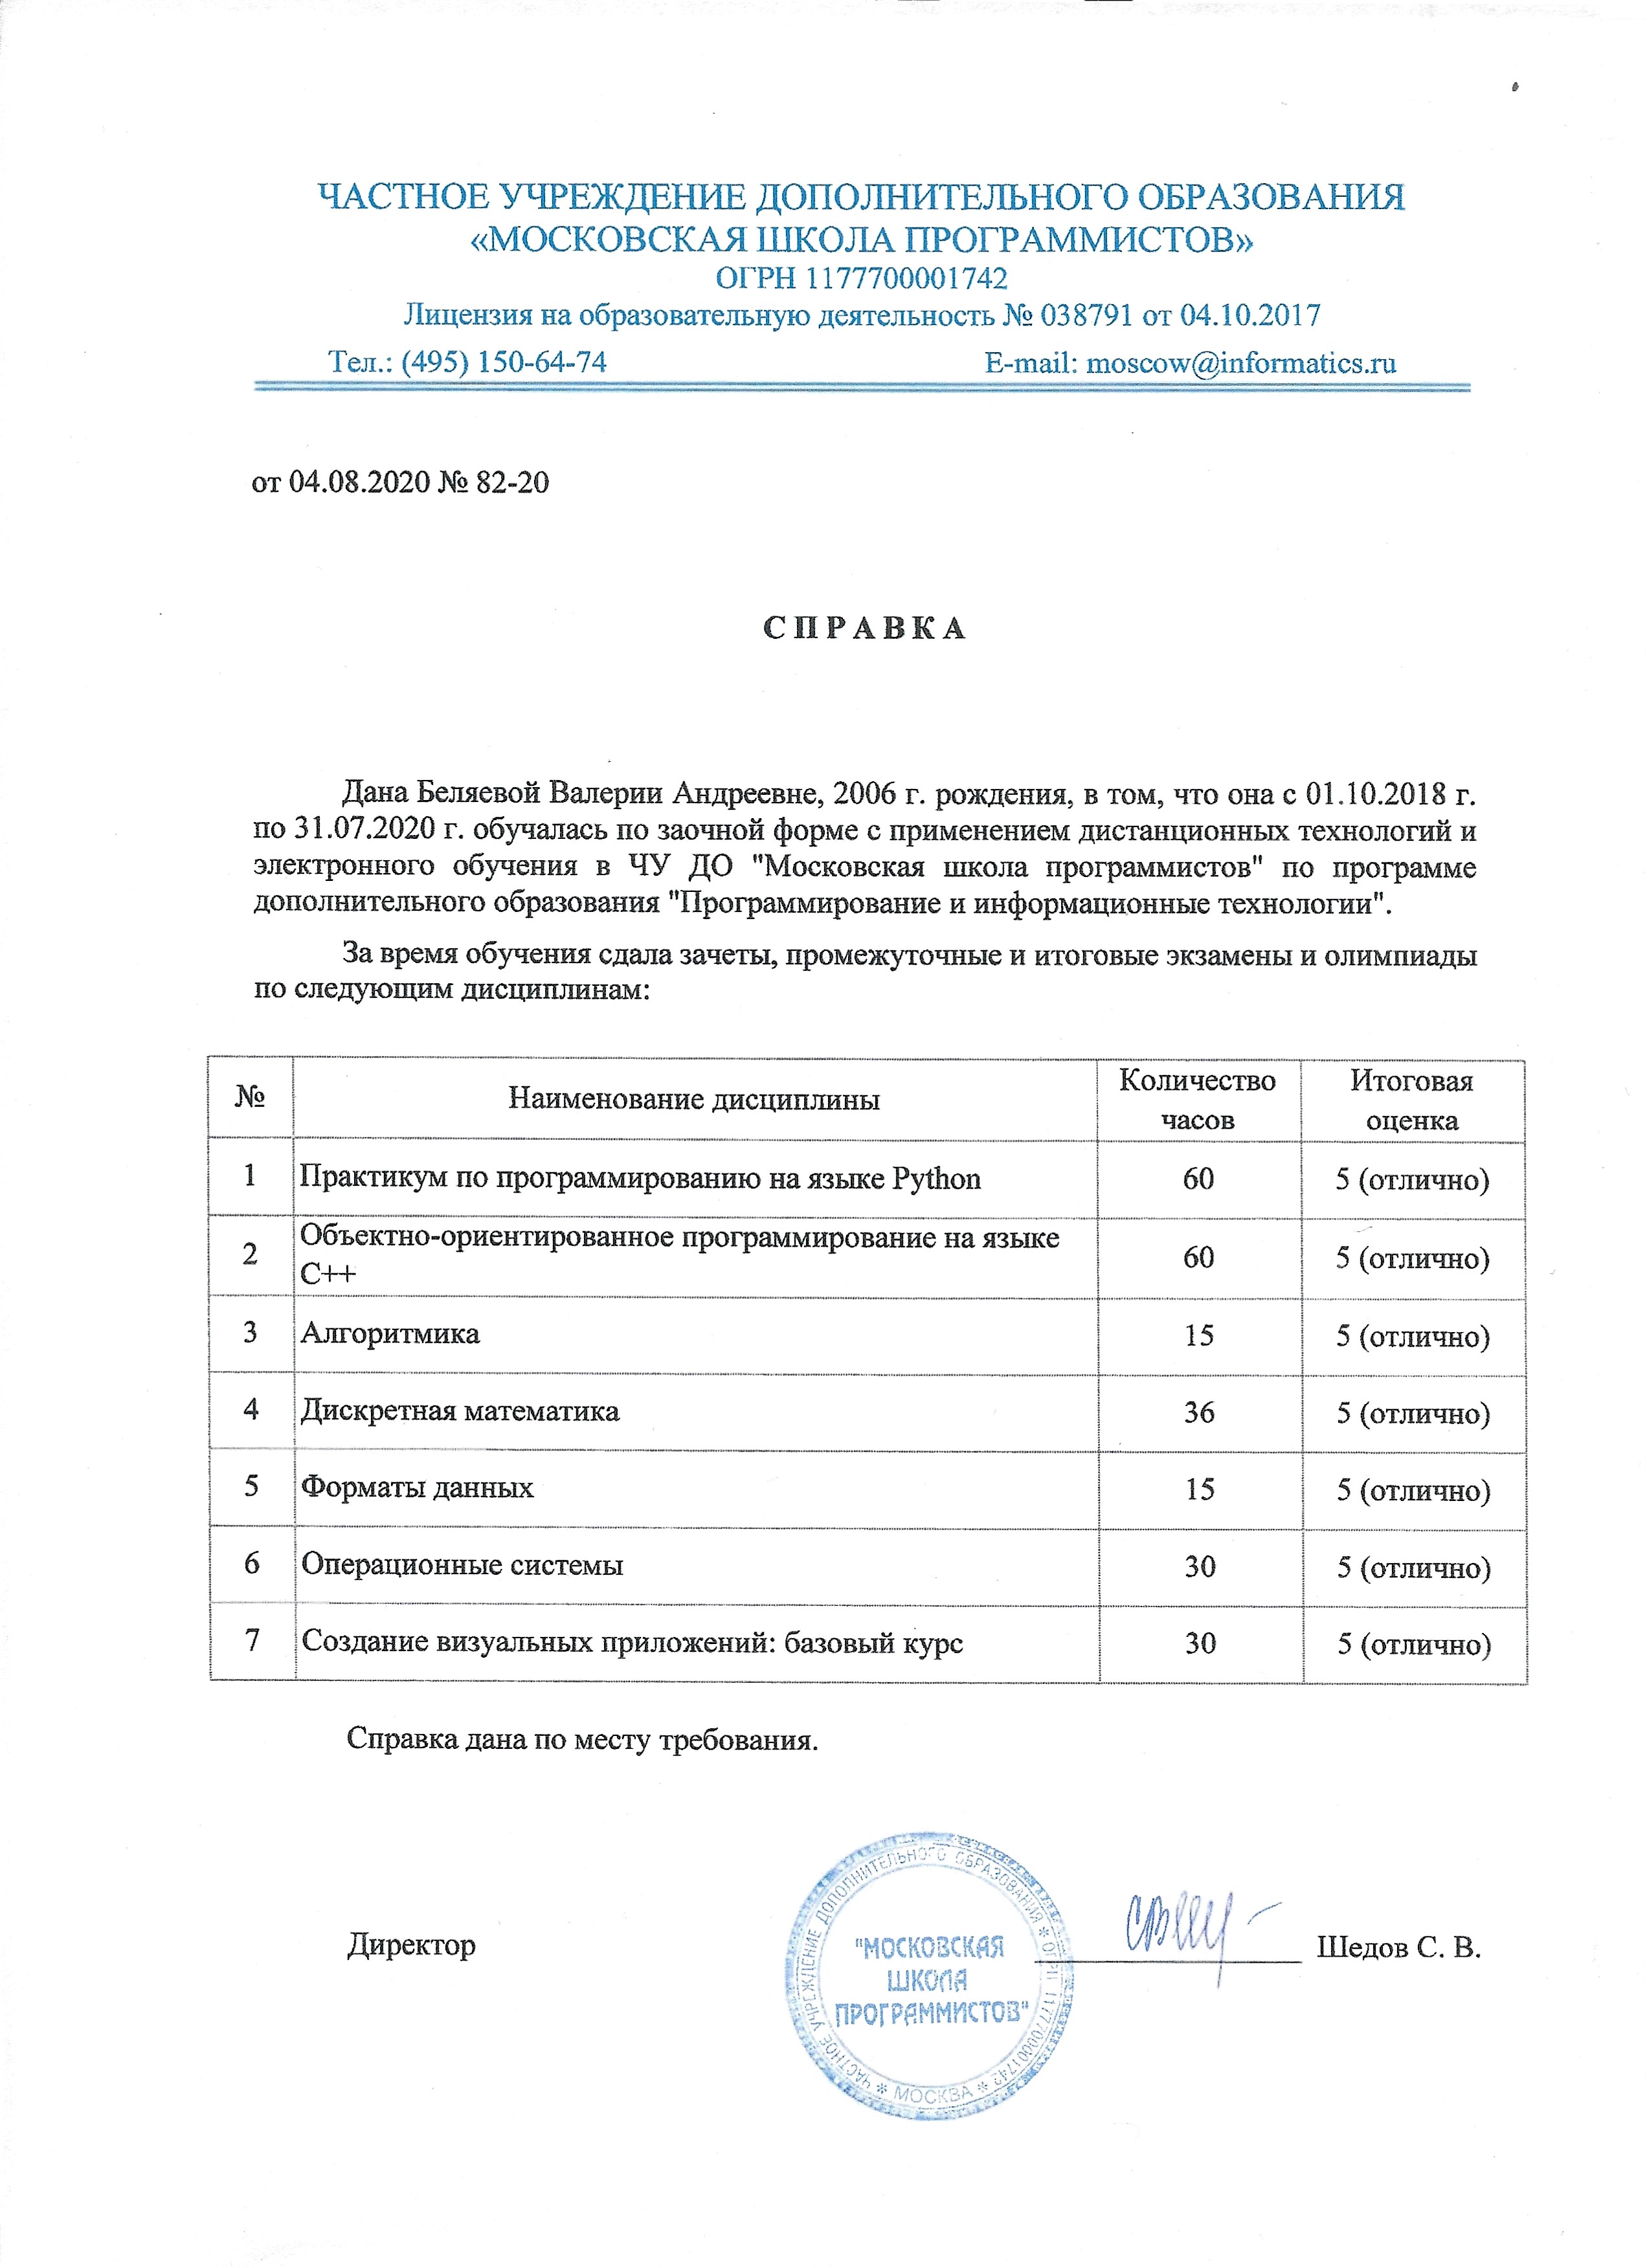 ЧАСТНОЕ УЧРЕЖДЕНИЕ ДОПОЛНИТЕЛЬНОГО ОБРАЗОВАНИЯ
«МОСКОВСКАЯ ШКОЛА ПРОГРАММИСТОВ»
ОГРН 1177700001742
Лицензия на образовательную деятельность № 038791 от 04.10.2017
Тел.: (495) 150-64-74 E-mail: moscow@informatics.ru
от 04.08.2020 № 82-20
СПРАВКА
Дана Беляевой Валерии Андреевне, 2006 г. рождения, в том, что она с 01.10.2018 г.
по 31.07.2020 г. обучалась по заочной форме с применением дистанционных технологий и
электронного обучения в ЧУ ДО "Московская школа программистов" по программе
дополнительного образования "Программирование и информационные технологии".
За время обучения сдала зачеты, промежуточные и итоговые экзамены и олимпиады
по следующим дисциплинам:
№ Наименование дисциплины Количество часов Итоговая оценка
1 Практикум по программированию на языке Python 60 5 (отлично)
2 Объектно-ориентированное программирование на языке
С++ 60 5 (отлично)
3 Алгоритмика 15 5 (отлично)
4 Дискретная математика 36 5 (отлично)
5 Форматы данных 15 5 (отлично)
6 Операционные системы 30 5 (отлично)
7 Создание визуальных приложений: базовый курс 30 5 (отлично)
Справка дана по месту требования.
Директор Шедов С. В.
ЧАСТНОЕ УЧРЕЖДЕНИЕ ДОПОЛНИТЕЛЬНОГО ОБРАЗОВАНИЯ * ОГРН 1177700001742 * МОСКВА *
"МОСКОВСКАЯ
ШКОЛА
ПРОГРАММИСТОВ"